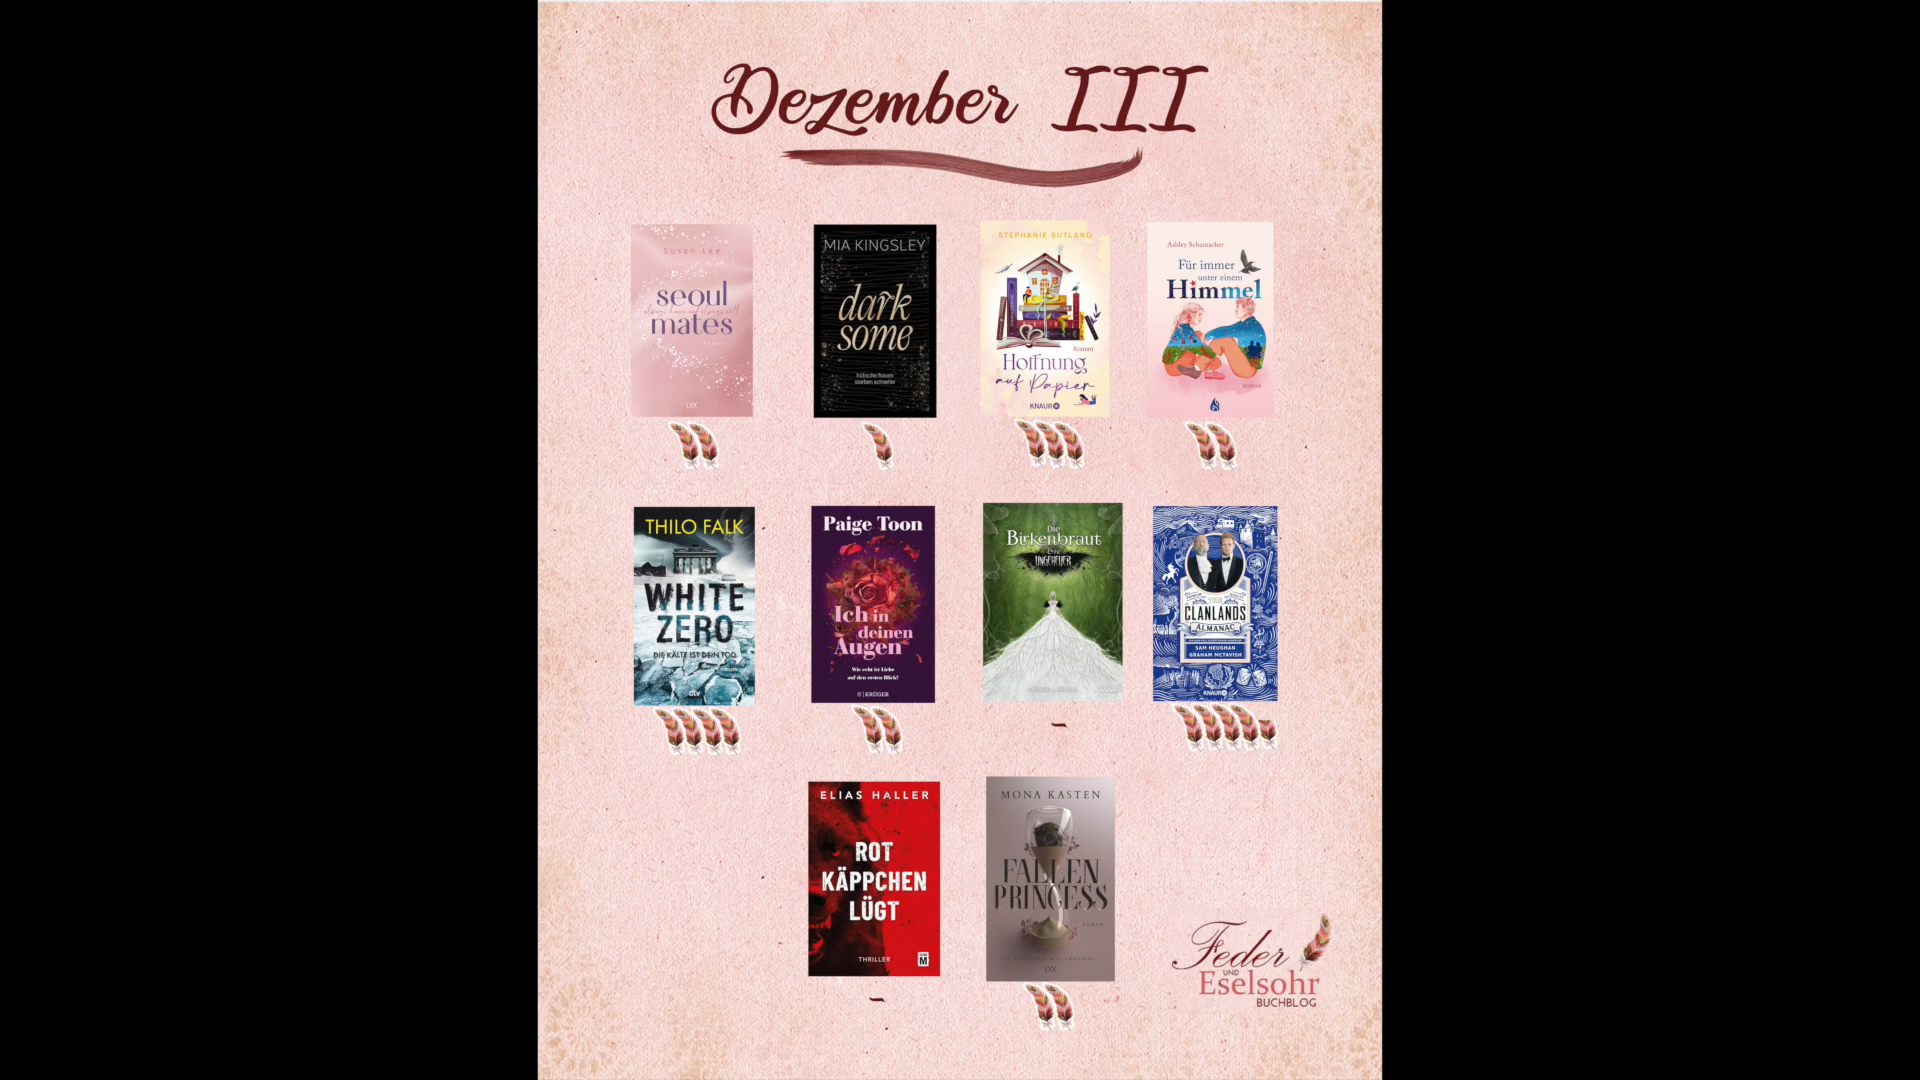 Dezember III
Susan Lee
seoul
mates
LYX
MIA KINGSLEY
dark
some
hübsche frauen
sterben schneller
STEPHANIE BUTLAND
Roman
Hoffnung
auf Papier
KNAUR
Ashley Schumacher
Für immer
unter einem
Himmel
ROMAN
THILO FALK
WHITE
ZERO
DIE KÄLTE IST DEIN TOD
dtv
Paige Toon
Ich in
deinen
Augen
Wie echt ist Liebe
auf den ersten Blick?
KRÜGER
Die
Birkenbraut
UNGEHEUER
-
THE
CLANLANDS
ALMANAC
SAM HEUGHAN
GRAHAM MCTAVISH
KNAUR
ELIAS HALLER
ROT
KÄPPCHEN
LÜGT
THRILLER
M
-
MONA KASTEN
FALLEN
PRINCESS
ROMAN
LYX
Feder
UND
Eselsohr
BUCHBLOG